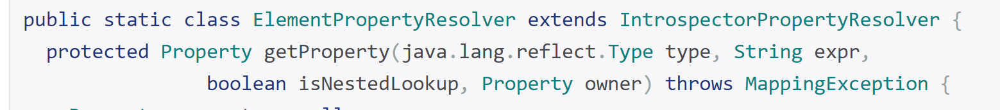 public static class ElementPropertyResolver extends IntrospectorPropertyResolver {
protected Property getProperty(java.lang.reflect.Type type, String expr,
boolean isNestedLookup, Property owner) throws MappingException {